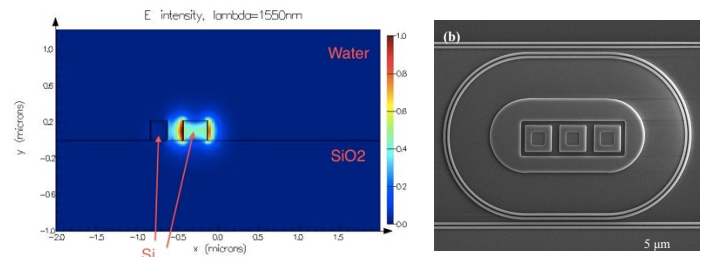 E intensity, lambda=1550nm
Water
SiO2
Si
y (microns)
1.0
0.6
0.2
-0.2
-0.6
-1.0
-2.0
-1.5
-1.0
-0.5
0.0
0.5
1.0
1.5
x (microns)
1.0
0.8
0.6
0.4
0.2
0.0
(b)
5 µm